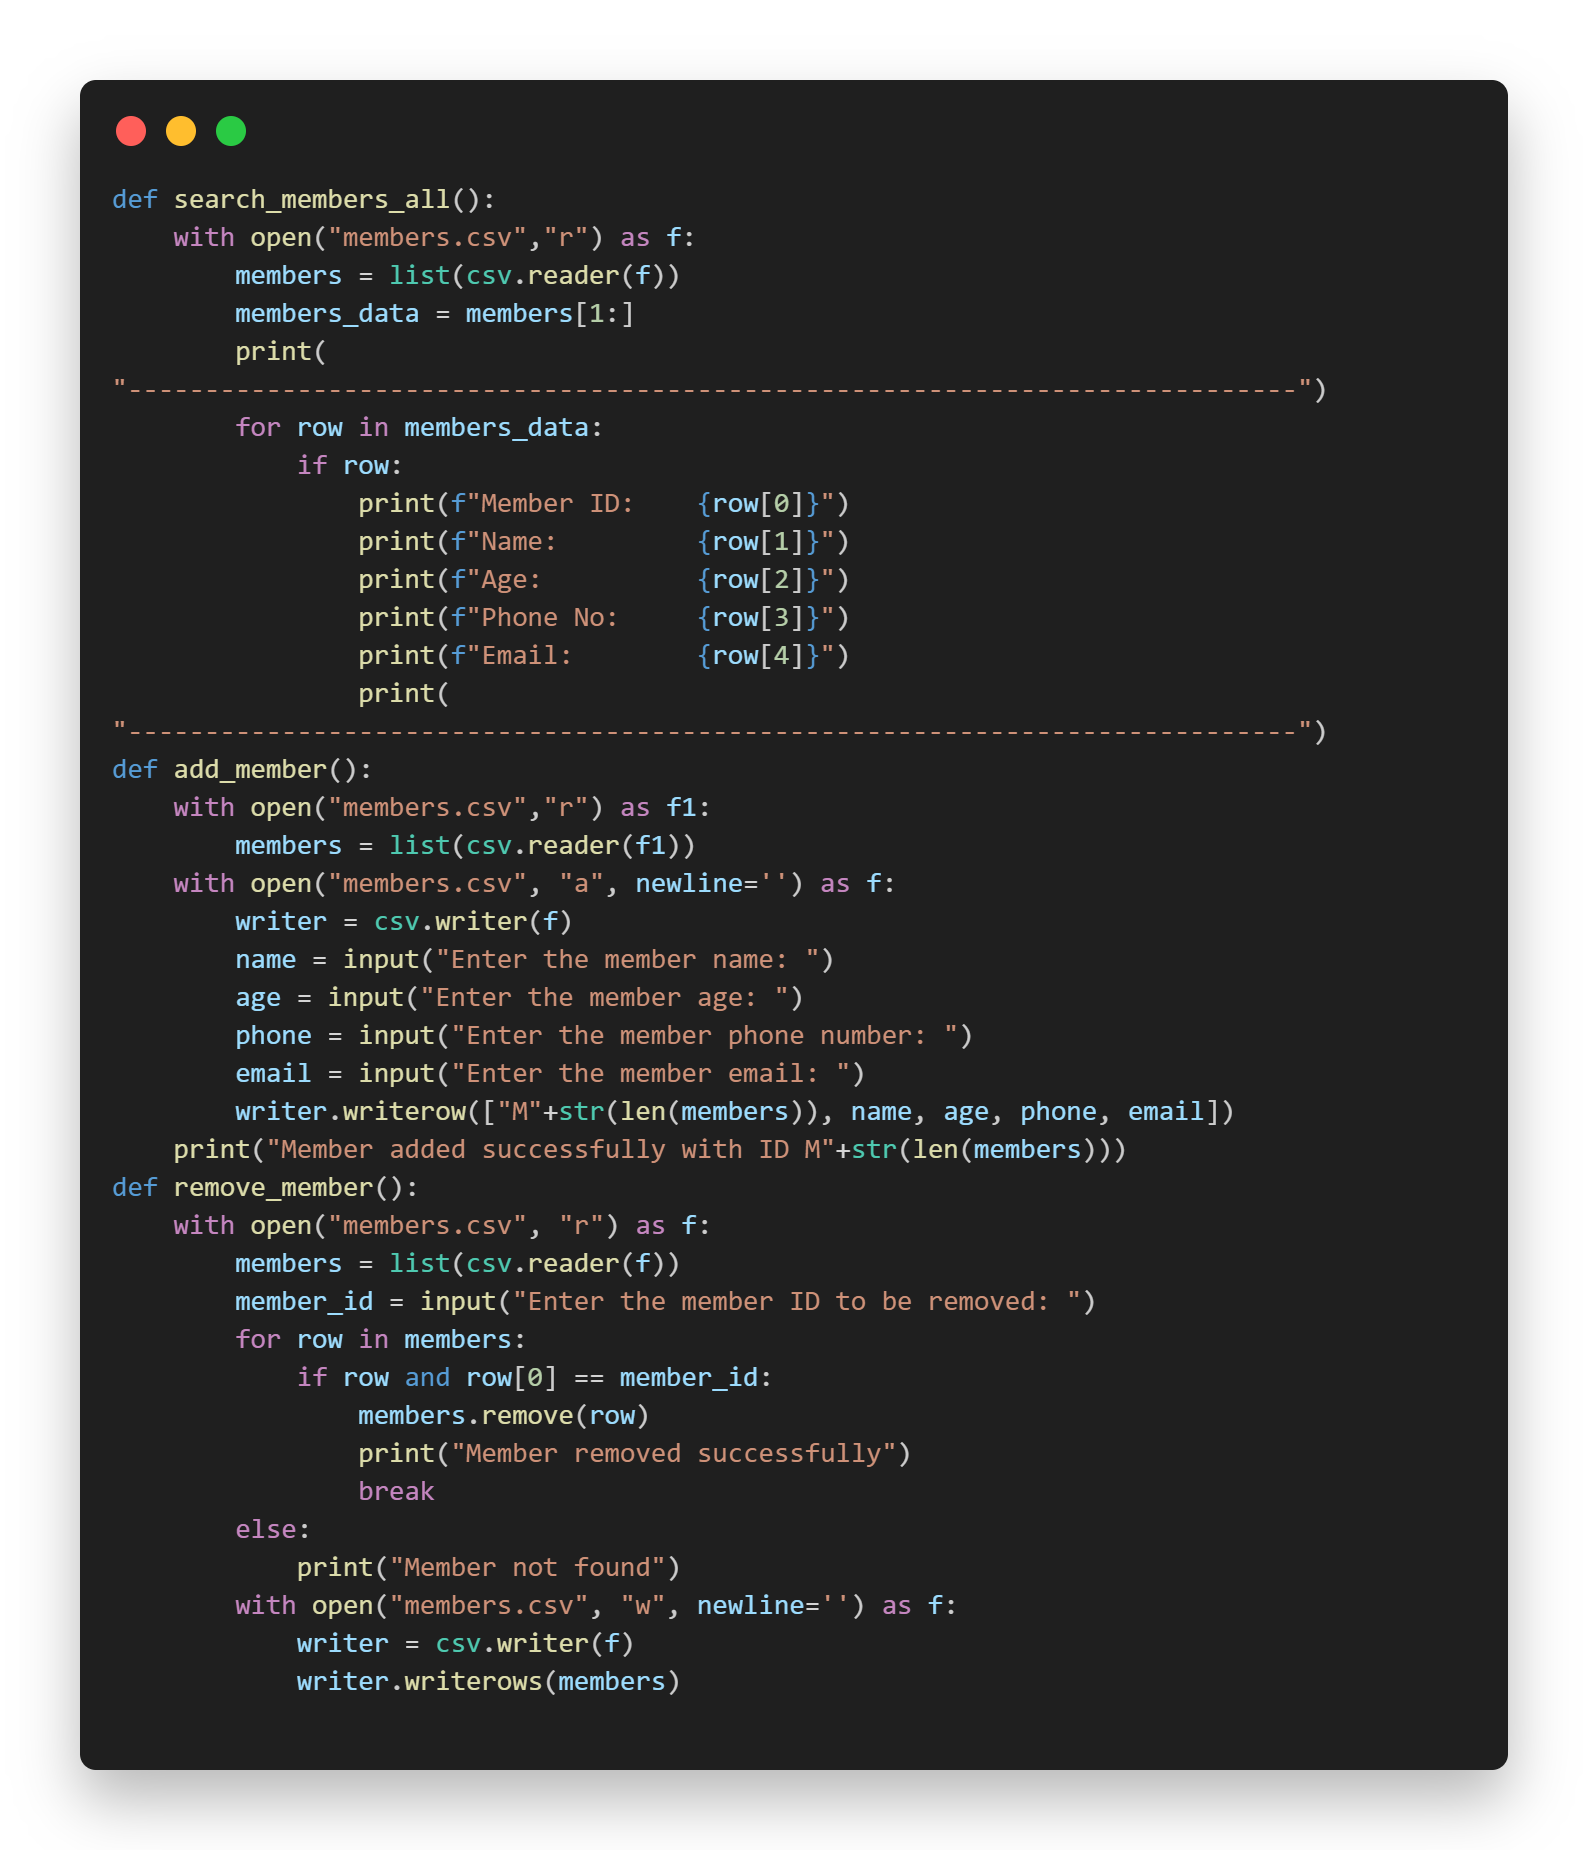 def search_members_all():
    with open("members.csv","r") as f:
        members = list(csv.reader(f))
        members_data = members[1:]
        print(
"----------------------------------------------------------------------------")
        for row in members_data:
            if row:
                print(f"Member ID:    {row[0]}")
                print(f"Name:         {row[1]}")
                print(f"Age:          {row[2]}")
                print(f"Phone No:     {row[3]}")
                print(f"Email:        {row[4]}")
                print(
"----------------------------------------------------------------------------")
def add_member():
    with open("members.csv","r") as f1:
        members = list(csv.reader(f1))
    with open("members.csv", "a", newline='') as f:
        writer = csv.writer(f)
        name = input("Enter the member name: ")
        age = input("Enter the member age: ")
        phone = input("Enter the member phone number: ")
        email = input("Enter the member email: ")
        writer.writerow(["M"+str(len(members)), name, age, phone, email])
    print("Member added successfully with ID M"+str(len(members)))
def remove_member():
    with open("members.csv", "r") as f:
        members = list(csv.reader(f))
        member_id = input("Enter the member ID to be removed: ")
        for row in members:
            if row and row[0] == member_id:
                members.remove(row)
                print("Member removed successfully")
                break
        else:
            print("Member not found")
        with open("members.csv", "w", newline='') as f:
            writer = csv.writer(f)
            writer.writerows(members)